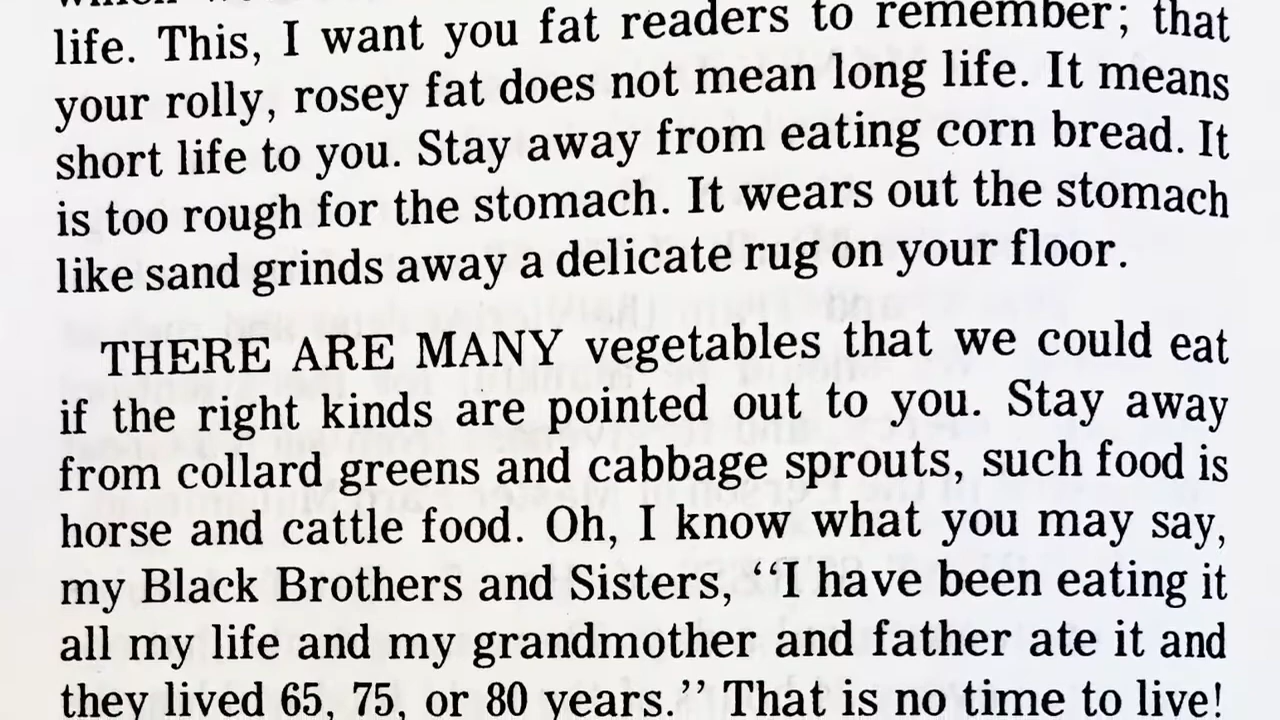 life. This, I want you fat readers to remember; that
your rolly, rosey fat does not mean long life. It means
short life to you. Stay away from eating corn bread. It
is too rough for the stomach. It wears out the stomach
like sand grinds away a delicate rug on your floor.
THERE ARE MANY vegetables that we could eat
if the right kinds are pointed out to you. Stay away
from collard greens and cabbage sprouts, such food is
horse and cattle food. Oh, I know what you may say,
my Black Brothers and Sisters, “I have been eating it
all my life and my grandmother and father ate it and
they lived 65, 75, or 80 years.” That is no time to live!